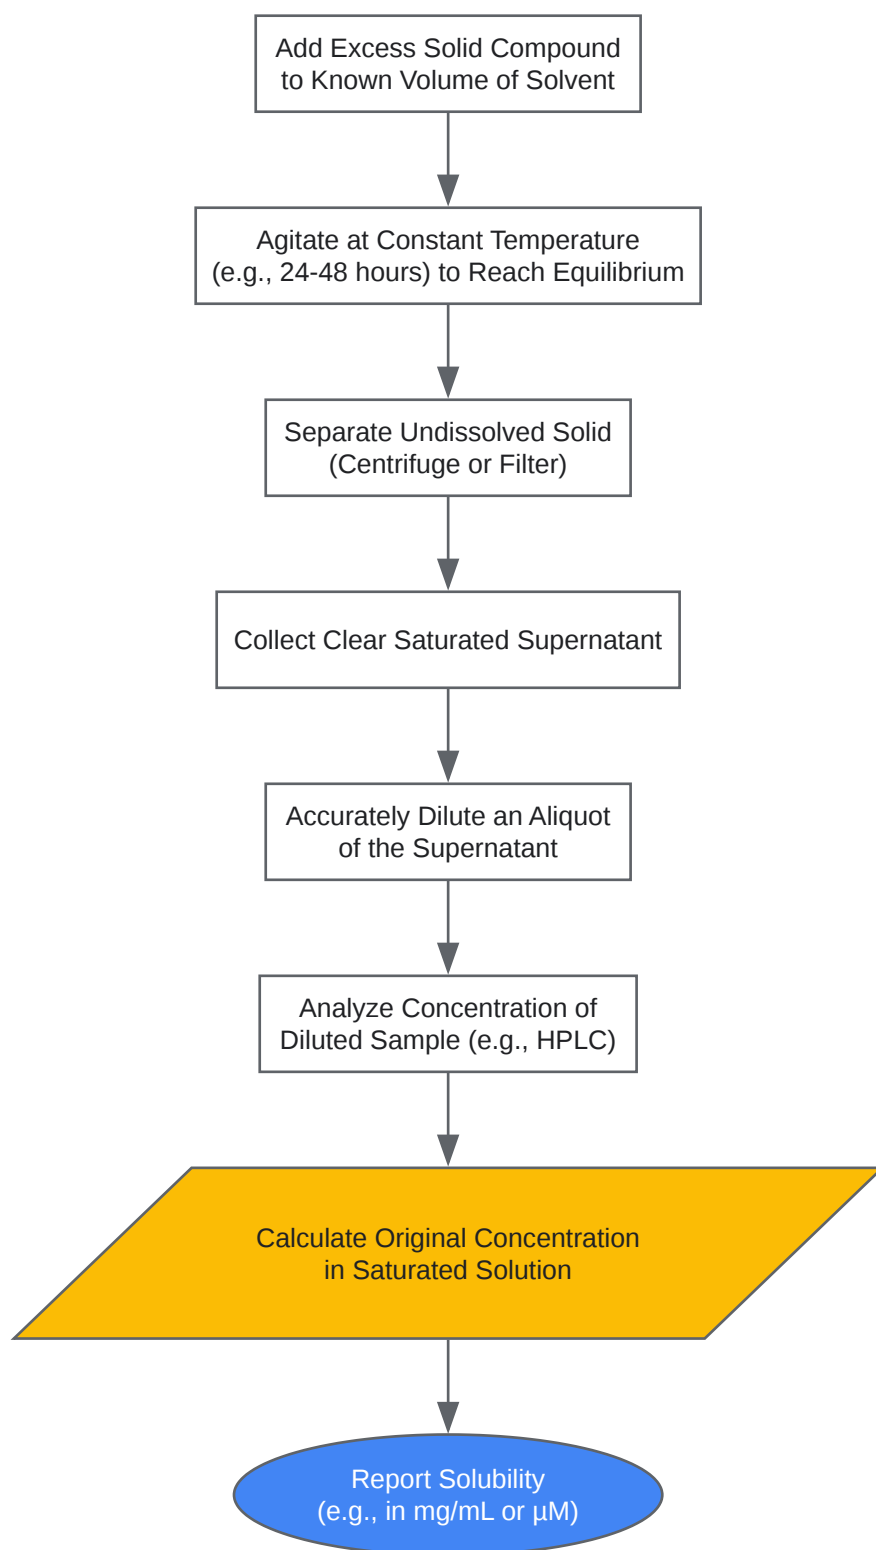 Add Excess Solid Compound
to Known Volume of Solvent
Agitate at Constant Temperature
(e.g., 24-48 hours) to Reach Equilibrium
Separate Undissolved Solid
(Centrifuge or Filter)
Collect Clear Saturated Supernatant
Accurately Dilute an Aliquot
of the Supernatant
Analyze Concentration of
Diluted Sample (e.g., HPLC)
Calculate Original Concentration
in Saturated Solution
Report Solubility
(e.g., in mg/mL or µM)